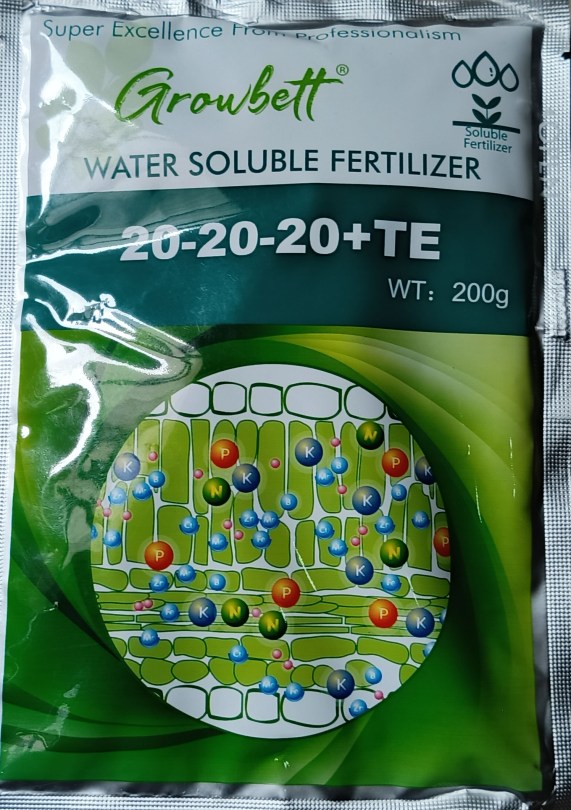 Super Excellence From Professionalism
Growbett®
Soluble
Fertilizer
WATER SOLUBLE FERTILIZER
20-20-20+TE
WT: 200g
N
P
K
P
K
K
K
N
K
P
N
P
K
P
K
N
N
P
K
K